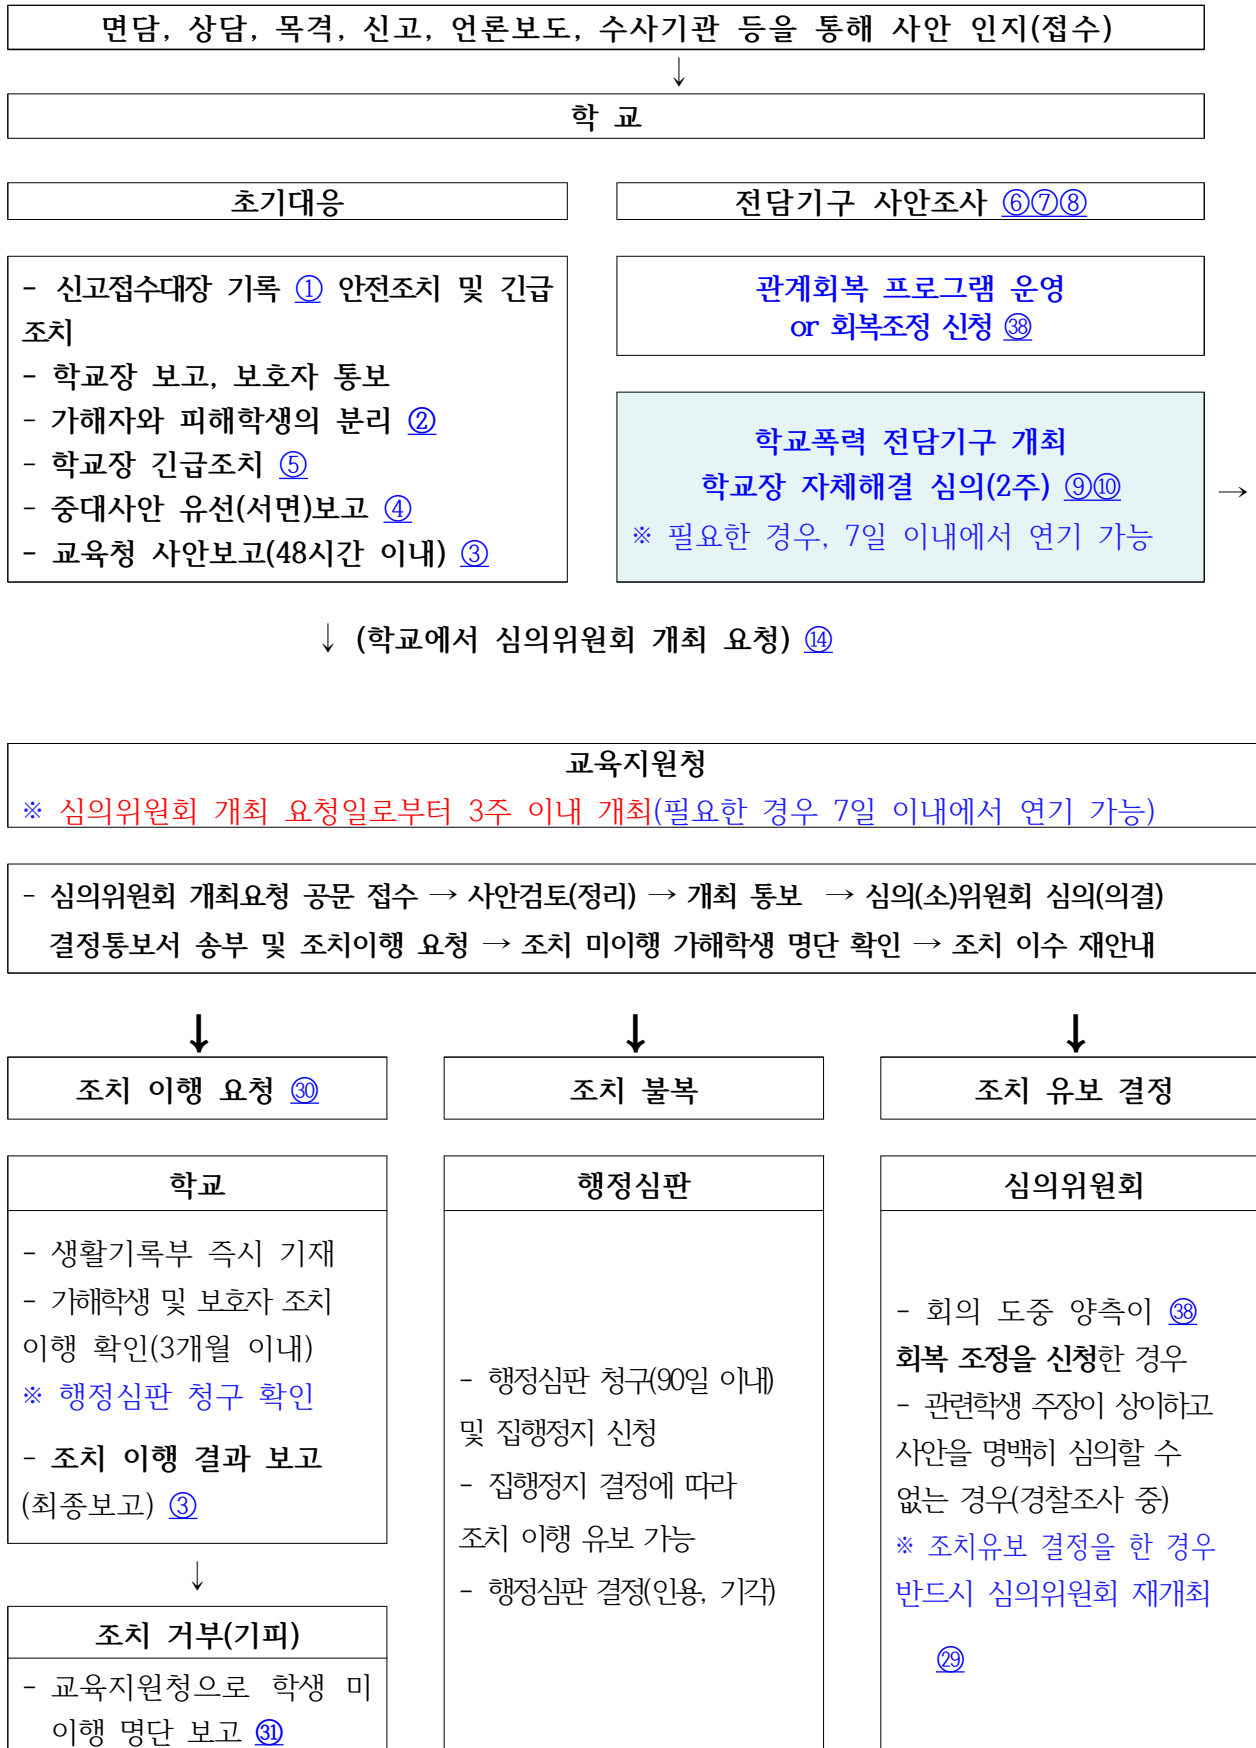 면담, 상담, 목격, 신고, 언론보도, 수사기관 등을 통해 사안 인지(접수)
↓
학 교
초기대응
- 신고접수대장 기록 ① 안전조치 및 긴급
조치
- 학교장 보고, 보호자 통보
- 가해자와 피해학생의 분리 ②
- 학교장 긴급조치 ⑤
- 중대사안 유선(서면)보고 ④
- 교육청 사안보고(48시간 이내) ③
전담기구 사안조사 ⑥⑦⑧
관계회복 프로그램 운영
or 회복조정 신청 ㊳
학교폭력 전담기구 개최
학교장 자체해결 심의(2주) ⑨⑩
※ 필요한 경우, 7일 이내에서 연기 가능
→
↓ (학교에서 심의위원회 개최 요청) ⑭
교육지원청
※ 심의위원회 개최 요청일로부터 3주 이내 개최(필요한 경우 7일 이내에서 연기 가능)
- 심의위원회 개최요청 공문 접수 → 사안검토(정리) → 개최 통보 → 심의(소)위원회 심의(의결)
결정통보서 송부 및 조치이행 요청 → 조치 미이행 가해학생 명단 확인 → 조치 이수 재안내
↓ ↓ ↓
조치 이행 요청 ㉚
학교
- 생활기록부 즉시 기재
- 가해학생 및 보호자 조치
이행 확인(3개월 이내)
※ 행정심판 청구 확인
- 조치 이행 결과 보고
(최종보고) ③
↓
조치 거부(기피)
- 교육지원청으로 학생 미
이행 명단 보고 ㉛
조치 불복
행정심판
- 행정심판 청구(90일 이내)
및 집행정지 신청
- 집행정지 결정에 따라
조치 이행 유보 가능
- 행정심판 결정(인용, 기각)
조치 유보 결정
심의위원회
- 회의 도중 양측이 ㊳
회복 조정을 신청한 경우
- 관련학생 주장이 상이하고
사안을 명백히 심의할 수
없는 경우(경찰조사 중)
※ 조치유보 결정을 한 경우
반드시 심의위원회 재개최
㉙